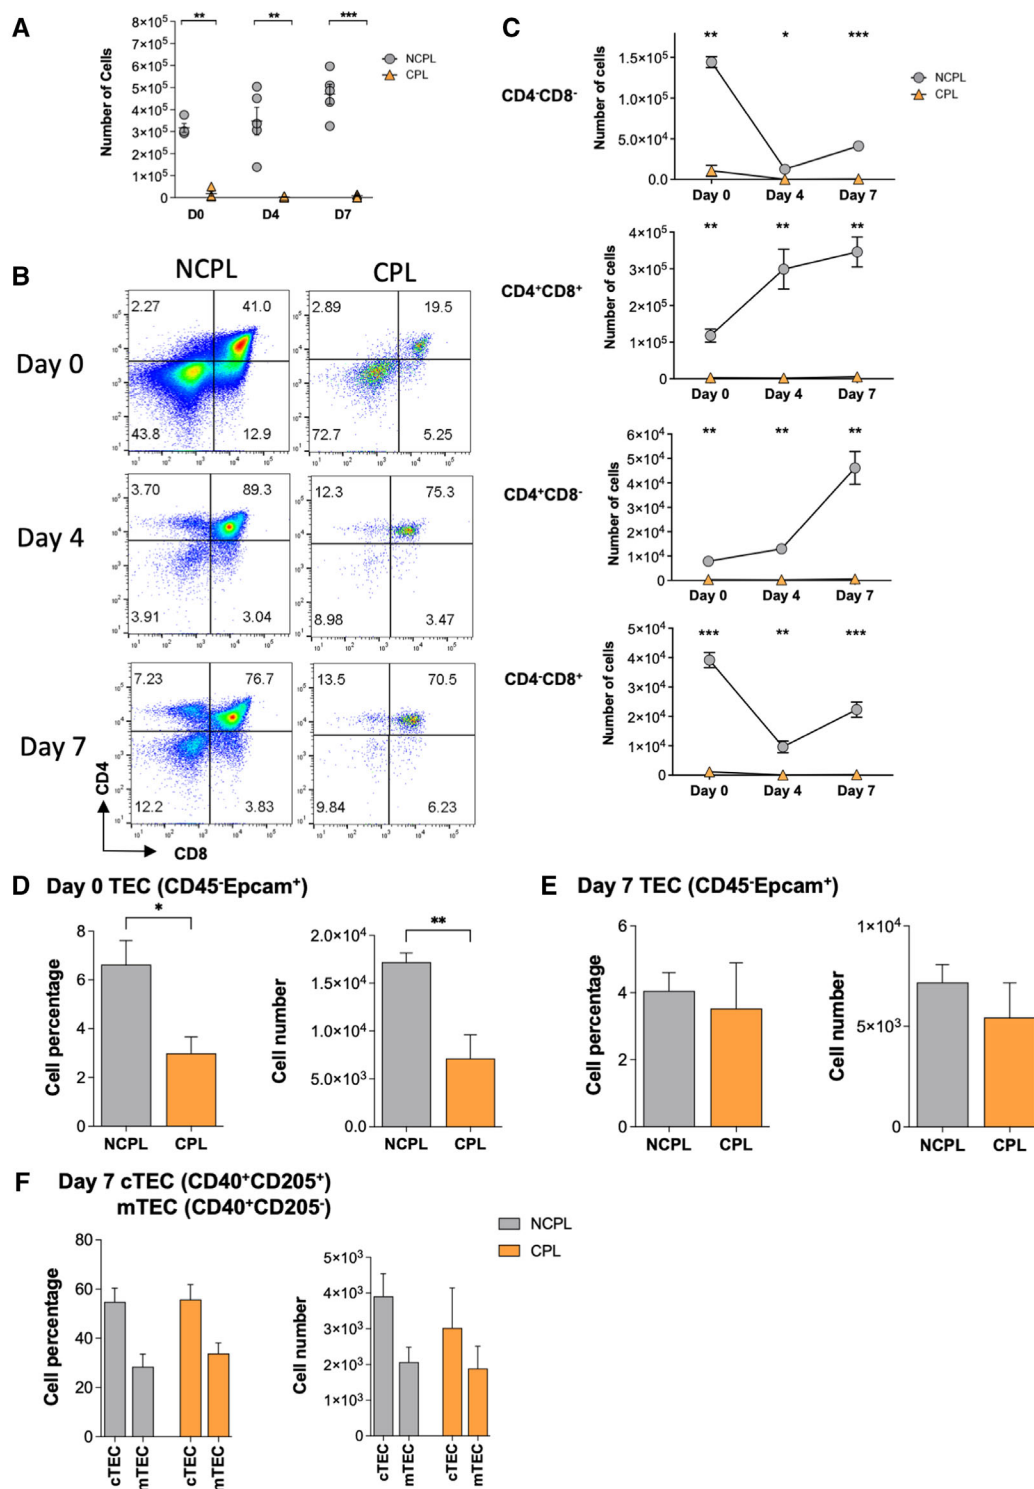 A
Number of Cells
8×10⁵
7×10⁵
6×10⁵
5×10⁵
4×10⁵
3×10⁵
2×10⁵
1×10⁵
0
**
**
***
D0
D4
D7
NCPL
CPL
B
NCPL
CPL
Day 0
2.27
41.0
43.8
12.9
2.89
19.5
72.7
5.25
Day 4
3.70
89.3
3.91
3.04
12.3
75.3
8.98
3.47
Day 7
7.23
76.7
12.2
3.83
13.5
70.5
9.84
6.23
CD4
CD8
C
NCPL
CPL
CD4⁻CD8⁻
Number of cells
1.5×10⁵
1.0×10⁵
5.0×10⁴
0.0
**
*
***
Day 0
Day 4
Day 7
CD4⁺CD8⁺
Number of cells
4×10⁵
3×10⁵
2×10⁵
1×10⁵
0
**
**
**
Day 0
Day 4
Day 7
CD4⁺CD8⁻
Number of cells
6×10⁴
5×10⁴
4×10⁴
3×10⁴
2×10⁴
1×10⁴
0
**
**
**
Day 0
Day 4
Day 7
CD4⁻CD8⁺
Number of cells
5×10⁴
4×10⁴
3×10⁴
2×10⁴
1×10⁴
0
***
**
***
Day 0
Day 4
Day 7
D
Day 0 TEC (CD45⁻Epcam⁺)
Cell percentage
8
6
4
2
0
*
NCPL
CPL
Cell number
2.0×10⁴
1.5×10⁴
1.0×10⁴
5.0×10³
0.0
**
NCPL
CPL
E
Day 7 TEC (CD45⁻Epcam⁺)
Cell percentage
6
4
2
0
NCPL
CPL
Cell number
1×10⁴
5×10³
0
NCPL
CPL
F
Day 7 cTEC (CD40⁺CD205⁺)
mTEC (CD40⁺CD205⁻)
NCPL
CPL
Cell percentage
80
60
40
20
0
cTEC
mTEC
cTEC
mTEC
Cell number
5×10³
4×10³
3×10³
2×10³
1×10³
0
cTEC
mTEC
cTEC
mTEC